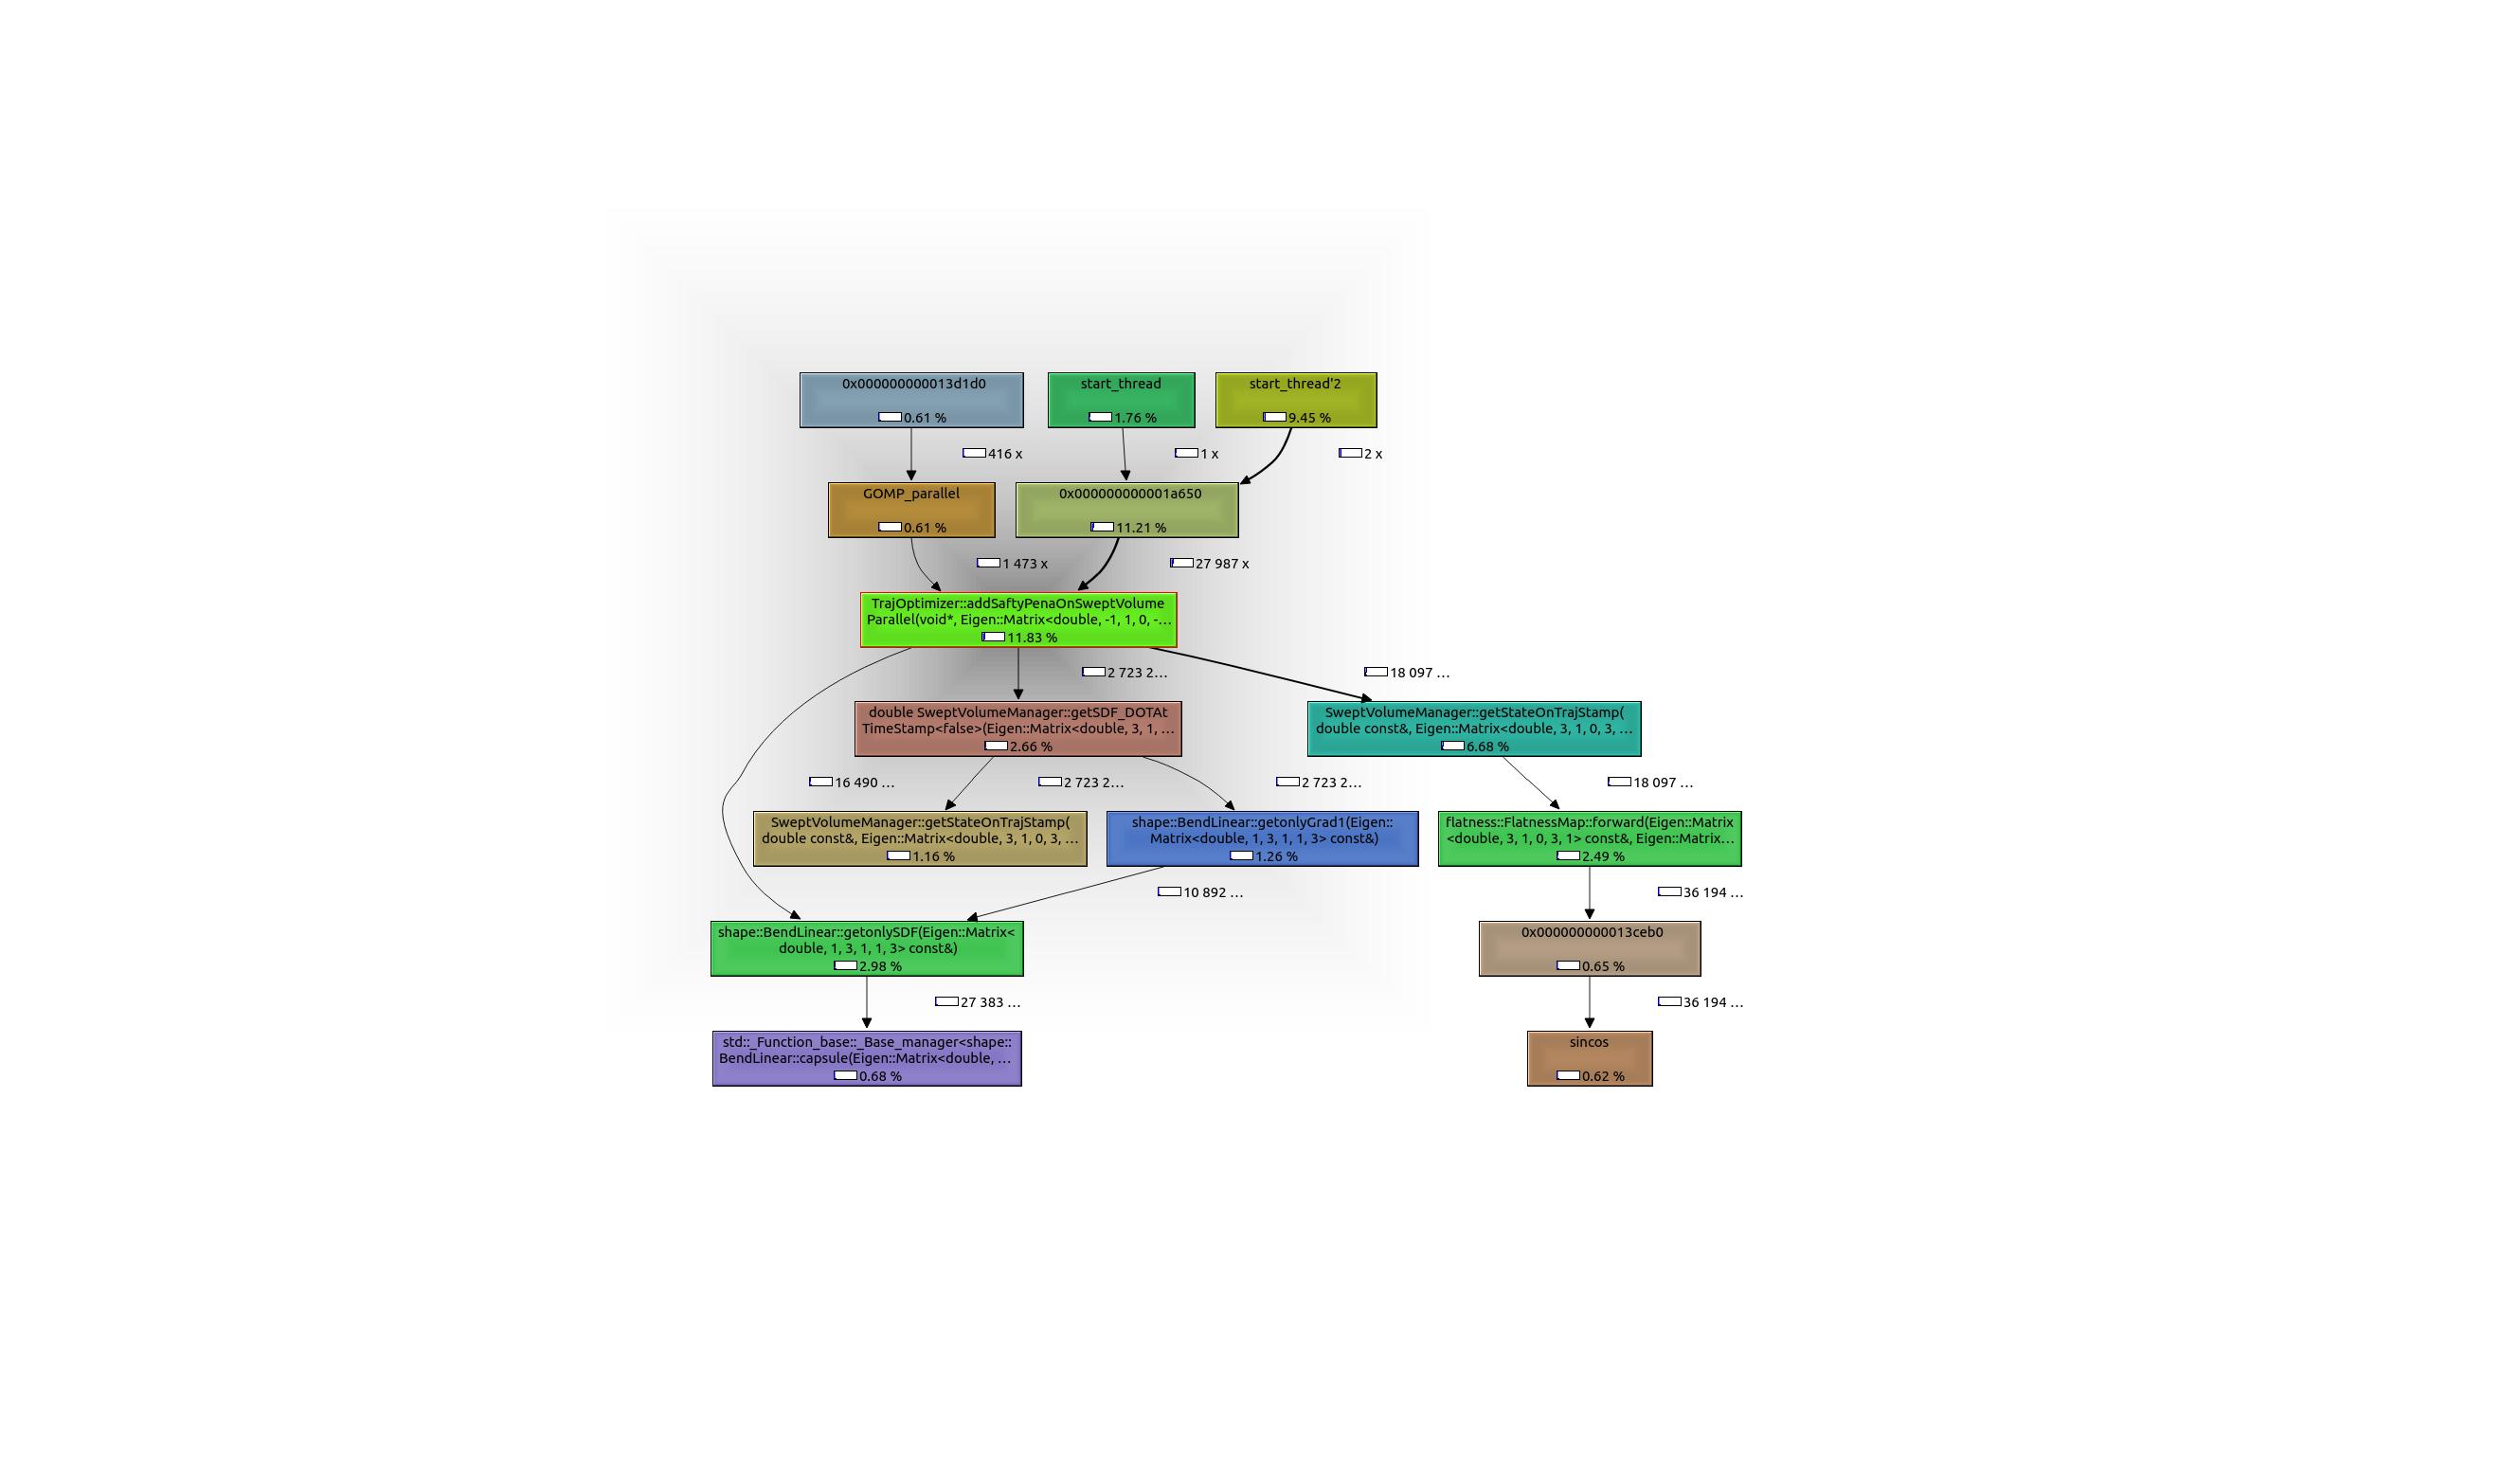 0x000000000013d1d0
0.61 %
start_thread
1.76 %
start_thread'2
9.45 %
416 x
1 x
2 x
GOMP_parallel
0.61 %
0x000000000001a650
11.21 %
1 473 x
27 987 x
TrajOptimizer::addSaftyPenaOnSweptVolume
Parallel(void*, Eigen::Matrix<double, -1, 1, 0, -…
11.83 %
2 723 2…
18 097 …
double SweptVolumeManager::getSDF_DOTAt
TimeStamp<false>(Eigen::Matrix<double, 3, 1, …
2.66 %
SweptVolumeManager::getStateOnTrajStamp(
double const&, Eigen::Matrix<double, 3, 1, 0, 3, …
6.68 %
16 490 …
2 723 2…
2 723 2…
18 097 …
SweptVolumeManager::getStateOnTrajStamp(
double const&, Eigen::Matrix<double, 3, 1, 0, 3, …
1.16 %
shape::BendLinear::getonlyGrad1(Eigen::
Matrix<double, 1, 3, 1, 1, 3> const&)
1.26 %
flatness::FlatnessMap::forward(Eigen::Matrix
<double, 3, 1, 0, 3, 1> const&, Eigen::Matrix…
2.49 %
10 892 …
36 194 …
shape::BendLinear::getonlySDF(Eigen::Matrix<
double, 1, 3, 1, 1, 3> const&)
2.98 %
0x000000000013ceb0
0.65 %
27 383 …
36 194 …
std::_Function_base::_Base_manager<shape::
BendLinear::capsule(Eigen::Matrix<double, …
0.68 %
sincos
0.62 %